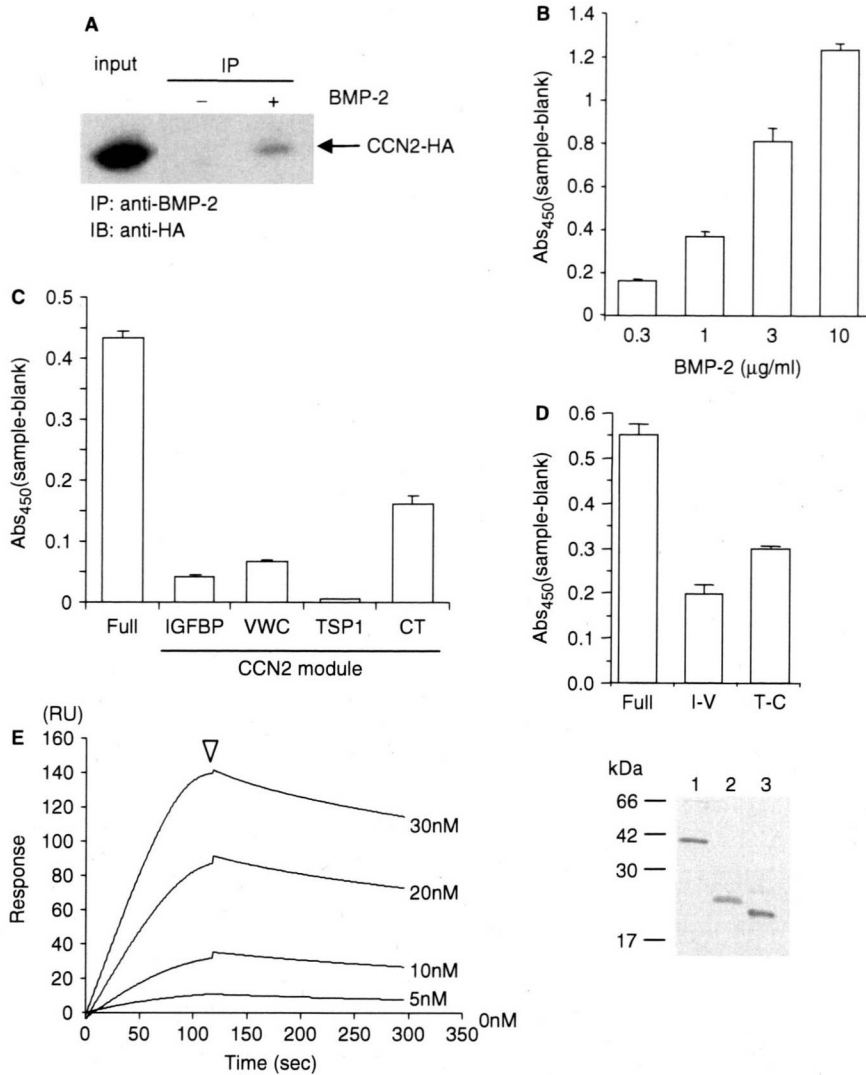 A
input IP
− + BMP-2
CCN2-HA
IP: anti-BMP-2
IB: anti-HA
B
Abs450(sample-blank)
1.4
1.2
1.0
0.8
0.6
0.4
0.2
0
0.3 1 3 10
BMP-2 (µg/ml)
C
Abs450(sample-blank)
0.5
0.4
0.3
0.2
0.1
0
Full IGFBP VWC TSP1 CT
CCN2 module
D
Abs450(sample-blank)
0.6
0.5
0.4
0.3
0.2
0.1
0.0
Full I-V T-C
kDa 1 2 3
66
42
30
17
E
(RU)
Response
160
140
120
100
80
60
40
20
0
30nM
20nM
10nM
5nM
0nM
0 50 100 150 200 250 300 350
Time (sec)